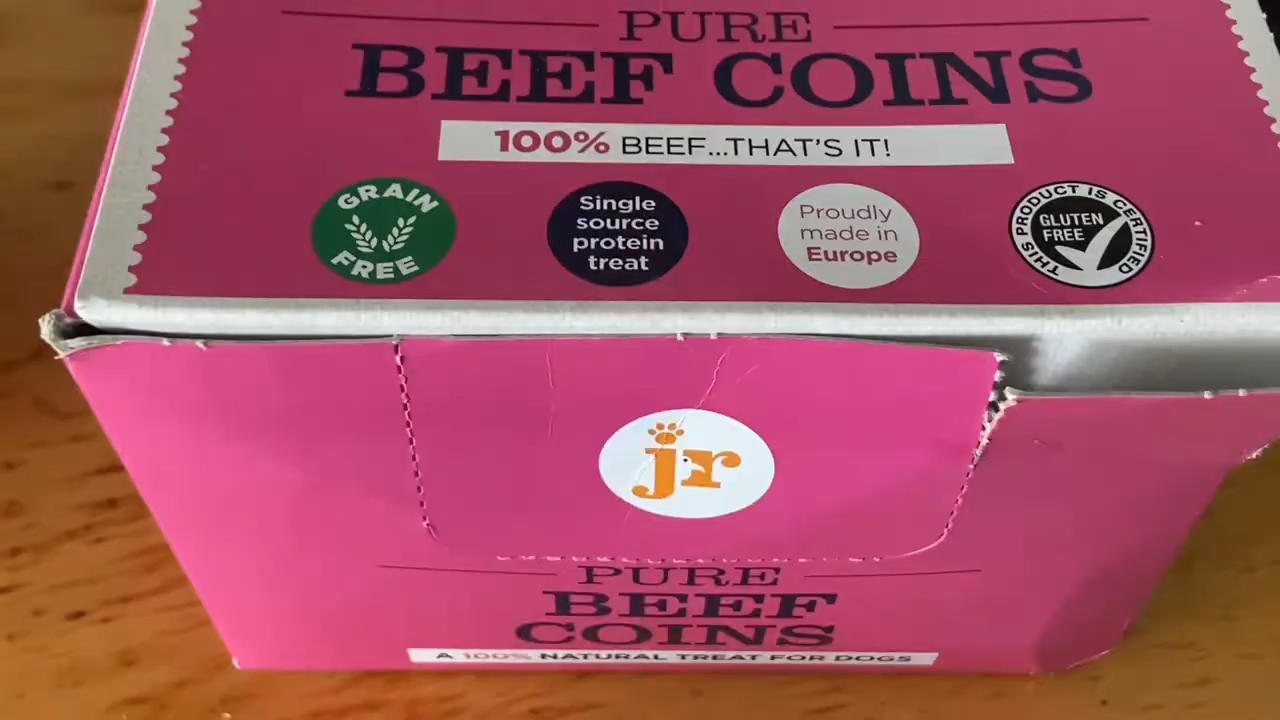 PURE
BEEF COINS
100% BEEF...THAT'S IT!
GRAIN
FREE
Single
source
protein
treat
Proudly
made in
Europe
THIS PRODUCT IS CERTIFIED
GLUTEN
FREE
jr
PURE
BEEF
COINS
A 100% NATURAL TREAT FOR DOGS